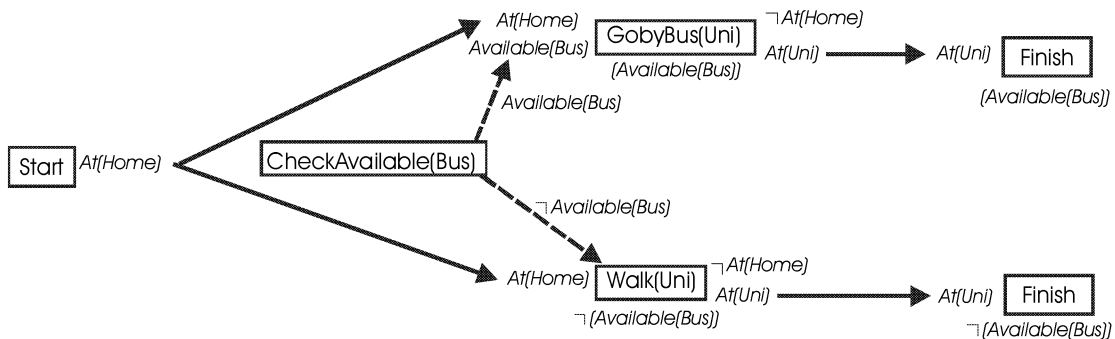 At(Home)
Available(Bus)
GobyBus(Uni)
(Available(Bus))
¬At(Home)
At(Uni)
At(Uni)
Finish
(Available(Bus))
Available(Bus)
Start
At(Home)
CheckAvailable(Bus)
¬Available(Bus)
At(Home)
Walk(Uni)
¬(Available(Bus))
¬At(Home)
At(Uni)
At(Uni)
Finish
¬(Available(Bus))